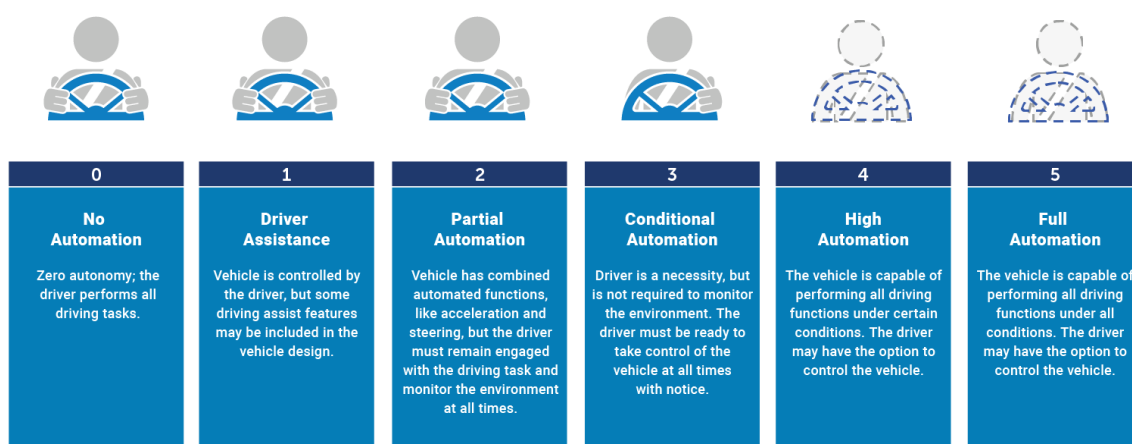 0
No
Automation
Zero autonomy; the
driver performs all
driving tasks.
1
Driver
Assistance
Vehicle is controlled by
the driver, but some
driving assist features
may be included in the
vehicle design.
2
Partial
Automation
Vehicle has combined
automated functions,
like acceleration and
steering, but the driver
must remain engaged
with the driving task and
monitor the environment
at all times.
3
Conditional
Automation
Driver is a necessity, but
is not required to monitor
the environment. The
driver must be ready to
take control of the
vehicle at all times
with notice.
4
High
Automation
The vehicle is capable of
performing all driving
functions under certain
conditions. The driver
may have the option to
control the vehicle.
5
Full
Automation
The vehicle is capable of
performing all driving
functions under all
conditions. The driver
may have the option to
control the vehicle.